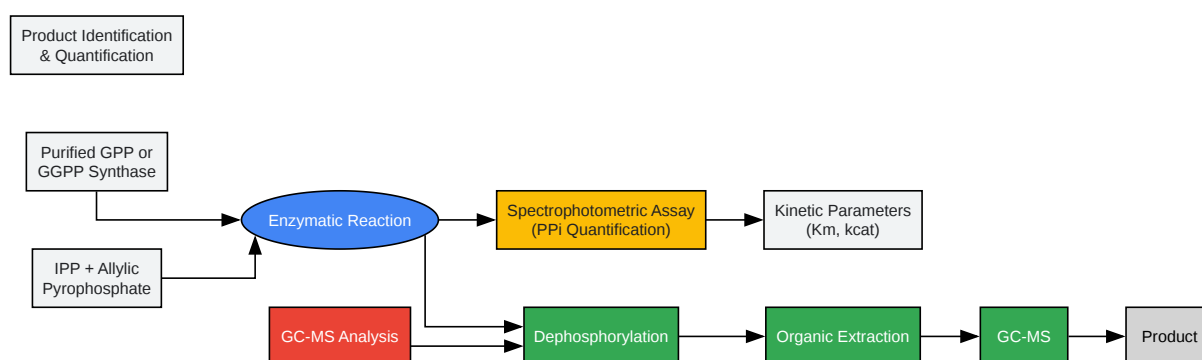 Product Identification
& Quantification
Purified GPP or
GGPP Synthase
Enzymatic Reaction
Spectrophotometric Assay
(PPi Quantification)
Kinetic Parameters
(Km, kcat)
IPP + Allylic
Pyrophosphate
GC-MS Analysis
Dephosphorylation
Organic Extraction
GC-MS
Product